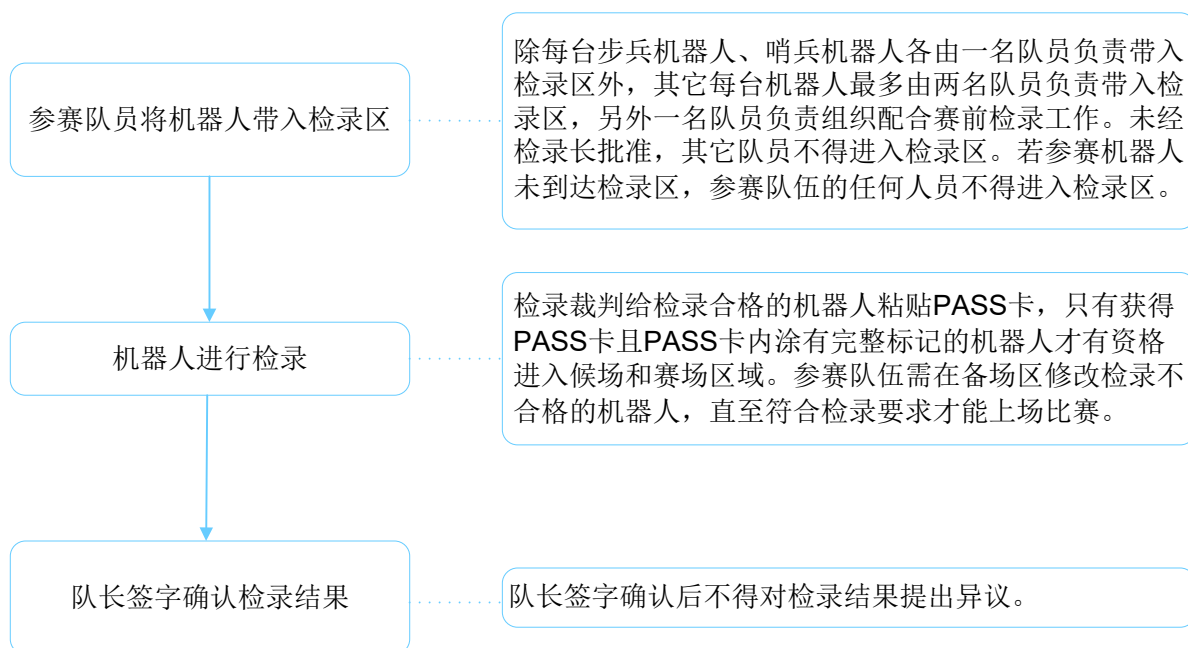 参赛队员将机器人带入检录区
除每台步兵机器人、哨兵机器人各由一名队员负责带入
检录区外，其它每台机器人最多由两名队员负责带入检
录区，另外一名队员负责组织配合赛前检录工作。未经
检录长批准，其它队员不得进入检录区。若参赛机器人
未到达检录区，参赛队伍的任何人员不得进入检录区。
机器人进行检录
检录裁判给检录合格的机器人粘贴PASS卡，只有获得
PASS卡且PASS卡内涂有完整标记的机器人才有资格
进入候场和赛场区域。参赛队伍需在备场区修改检录不
合格的机器人，直至符合检录要求才能上场比赛。
队长签字确认检录结果
队长签字确认后不得对检录结果提出异议。